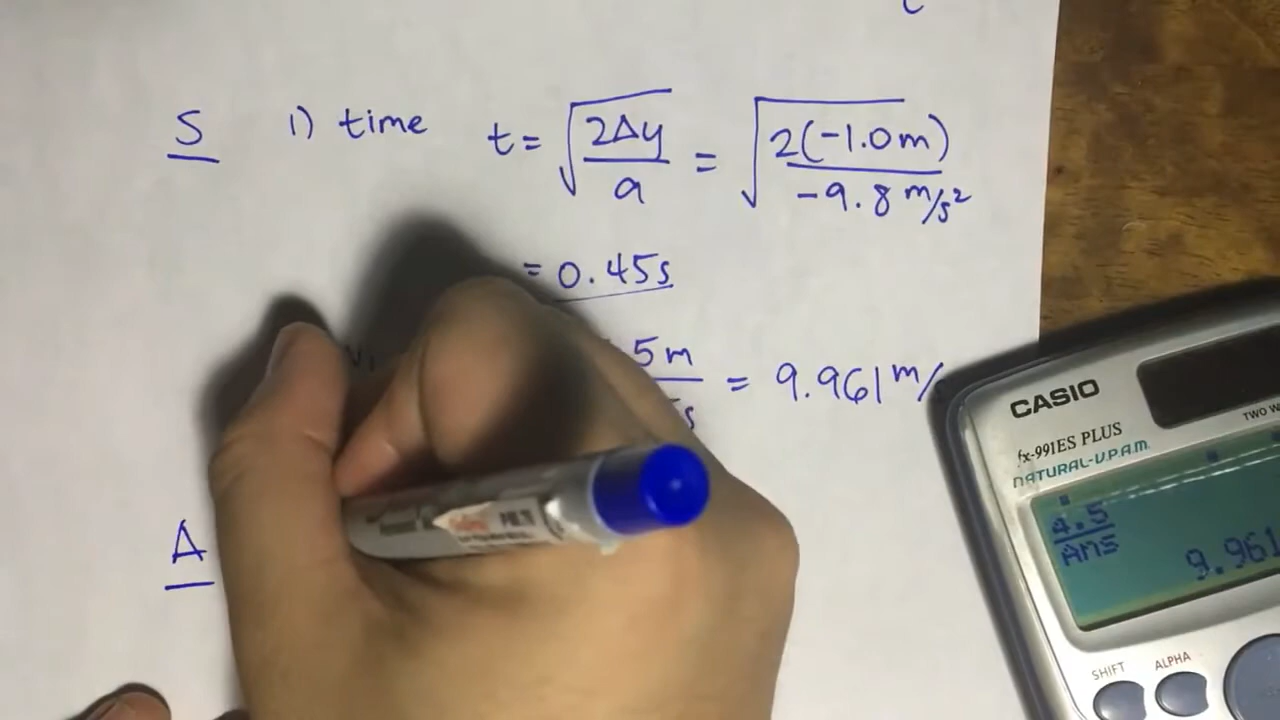 S 1) time t = √(2Δy / a) = √(2(-1.0m) / -9.8 m/s²)
= 0.45s
5m / s = 9.961 m/
A
CASIO
TWO W
fx-991ES PLUS
NATURAL-V.P.A.M.
4.5 / Ans
9.961
SHIFT ALPHA